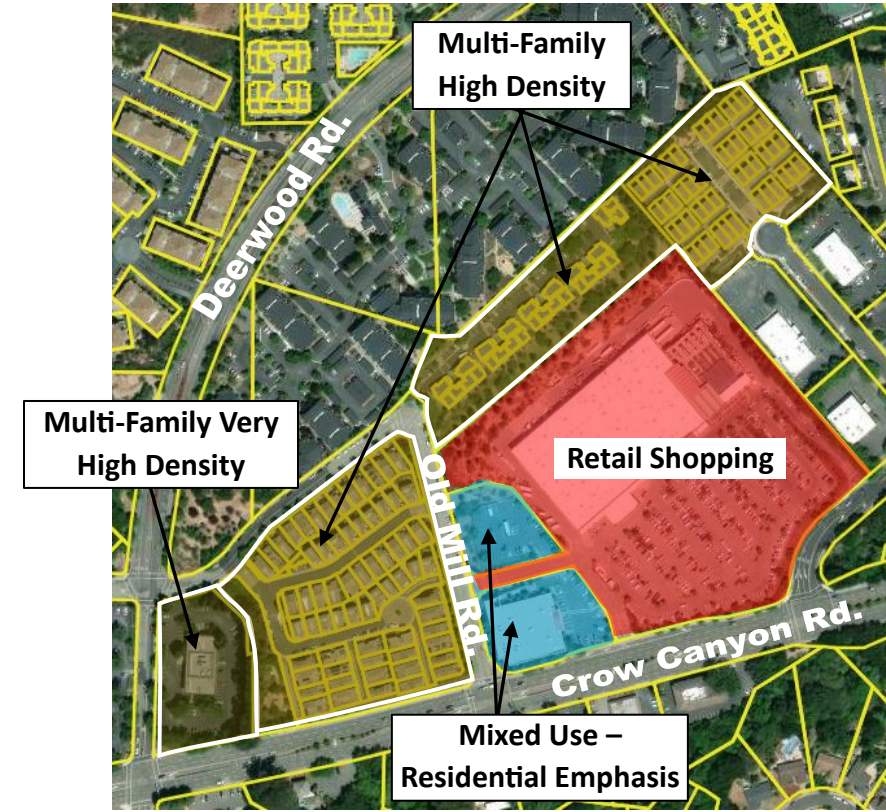 Multi-Family
High Density
Deerwood Rd.
Multi-Family Very
High Density
Retail Shopping
Old Mill Rd.
Crow Canyon Rd.
Mixed Use –
Residential Emphasis